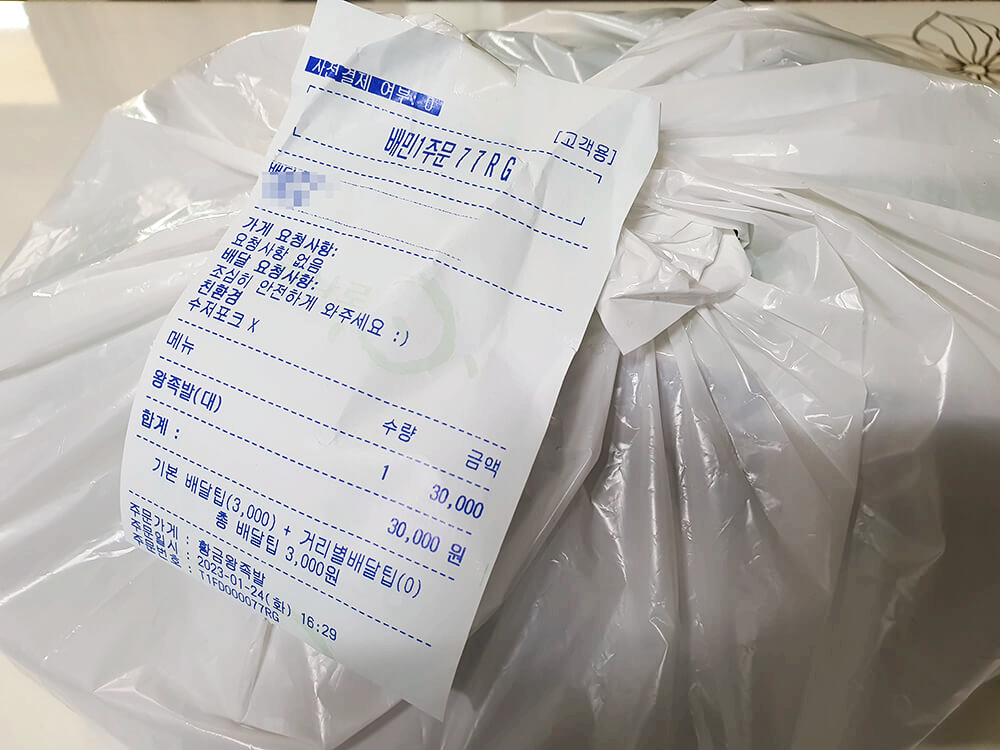 사전결제 여부: 0
[고객용]
배민1주문 77RG
가게 요청사항:
요청사항 없음
배달 요청사항:
조심히 안전하게 와주세요 :)
친환경
수저포크 X
메뉴 수량 금액
왕족발(대) 1 30,000
합계 : 30,000 원
기본 배달팁(3,000) + 거리별배달팁(0)
총 배달팁 3,000원
주문가게 : 황금왕족발
주문일시 : 2023-01-24(화) 16:29
주문번호 : T1FD000077RG